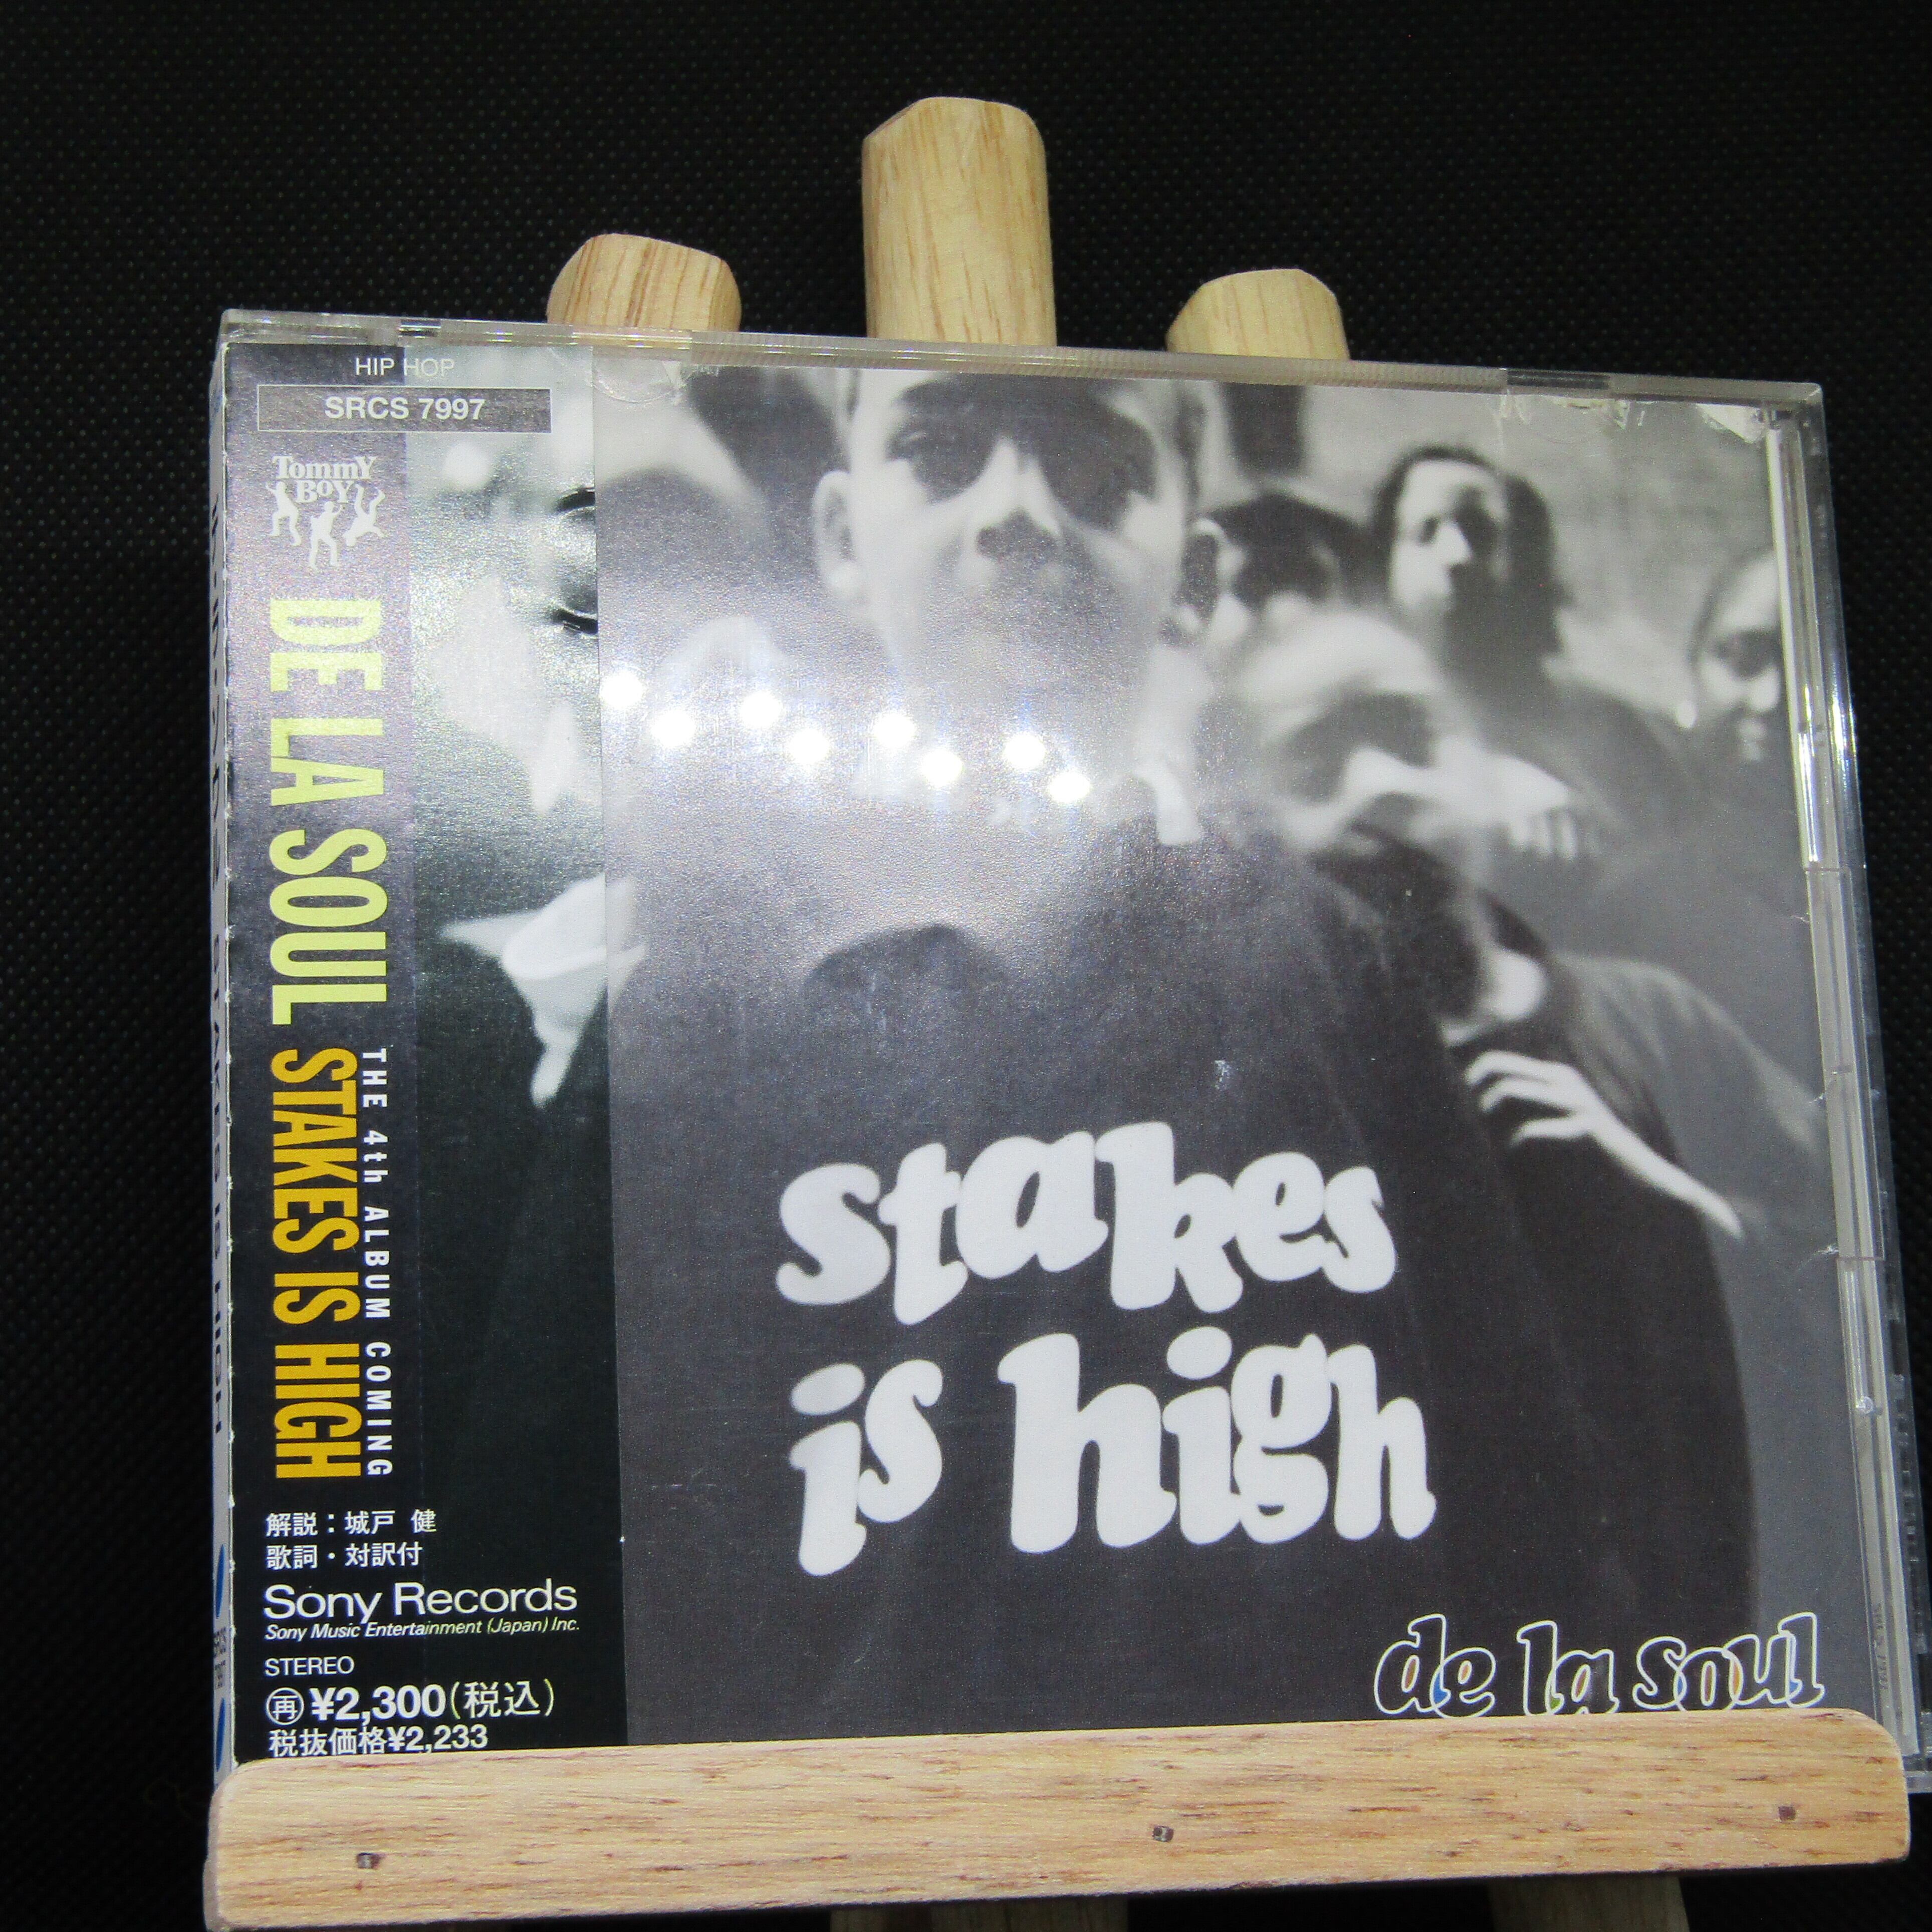 HIP HOP
SRCS 7997
Tommy
Boy
DE LA SOUL
THE 4th ALBUM COMING
STAKES IS HIGH
解説：城戸 健
歌詞・対訳付
Sony Records
Sony Music Entertainment (Japan) Inc.
STEREO
再 ¥2,300(税込)
税抜価格¥2,233
stakes
is high
de la soul